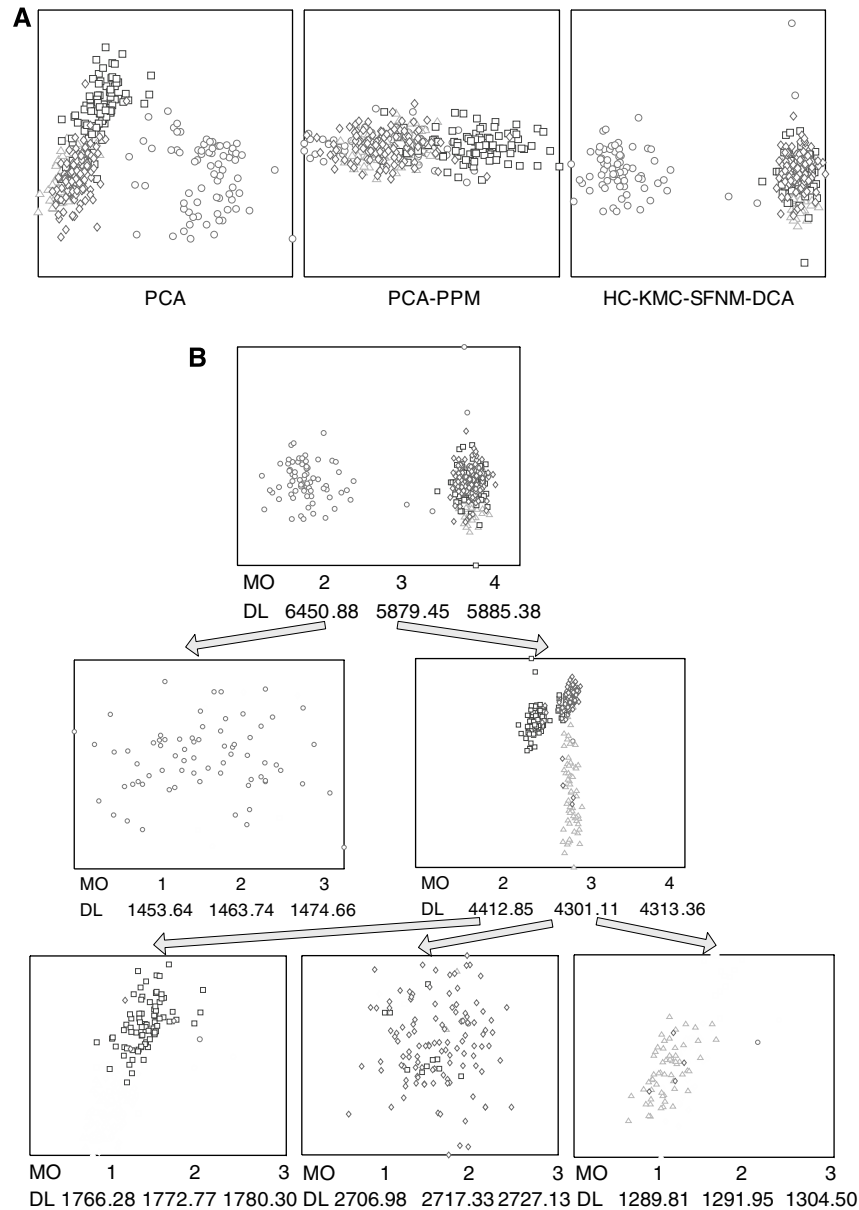 A
PCA PCA-PPM HC-KMC-SFNM-DCA
B
MO 2 3 4
DL 6450.88 5879.45 5885.38
MO 1 2 3
DL 1453.64 1463.74 1474.66
MO 2 3 4
DL 4412.85 4301.11 4313.36
MO 1 2 3
DL 1766.28 1772.77 1780.30
MO 1 2 3
DL 2706.98 2717.33 2727.13
MO 1 2 3
DL 1289.81 1291.95 1304.50